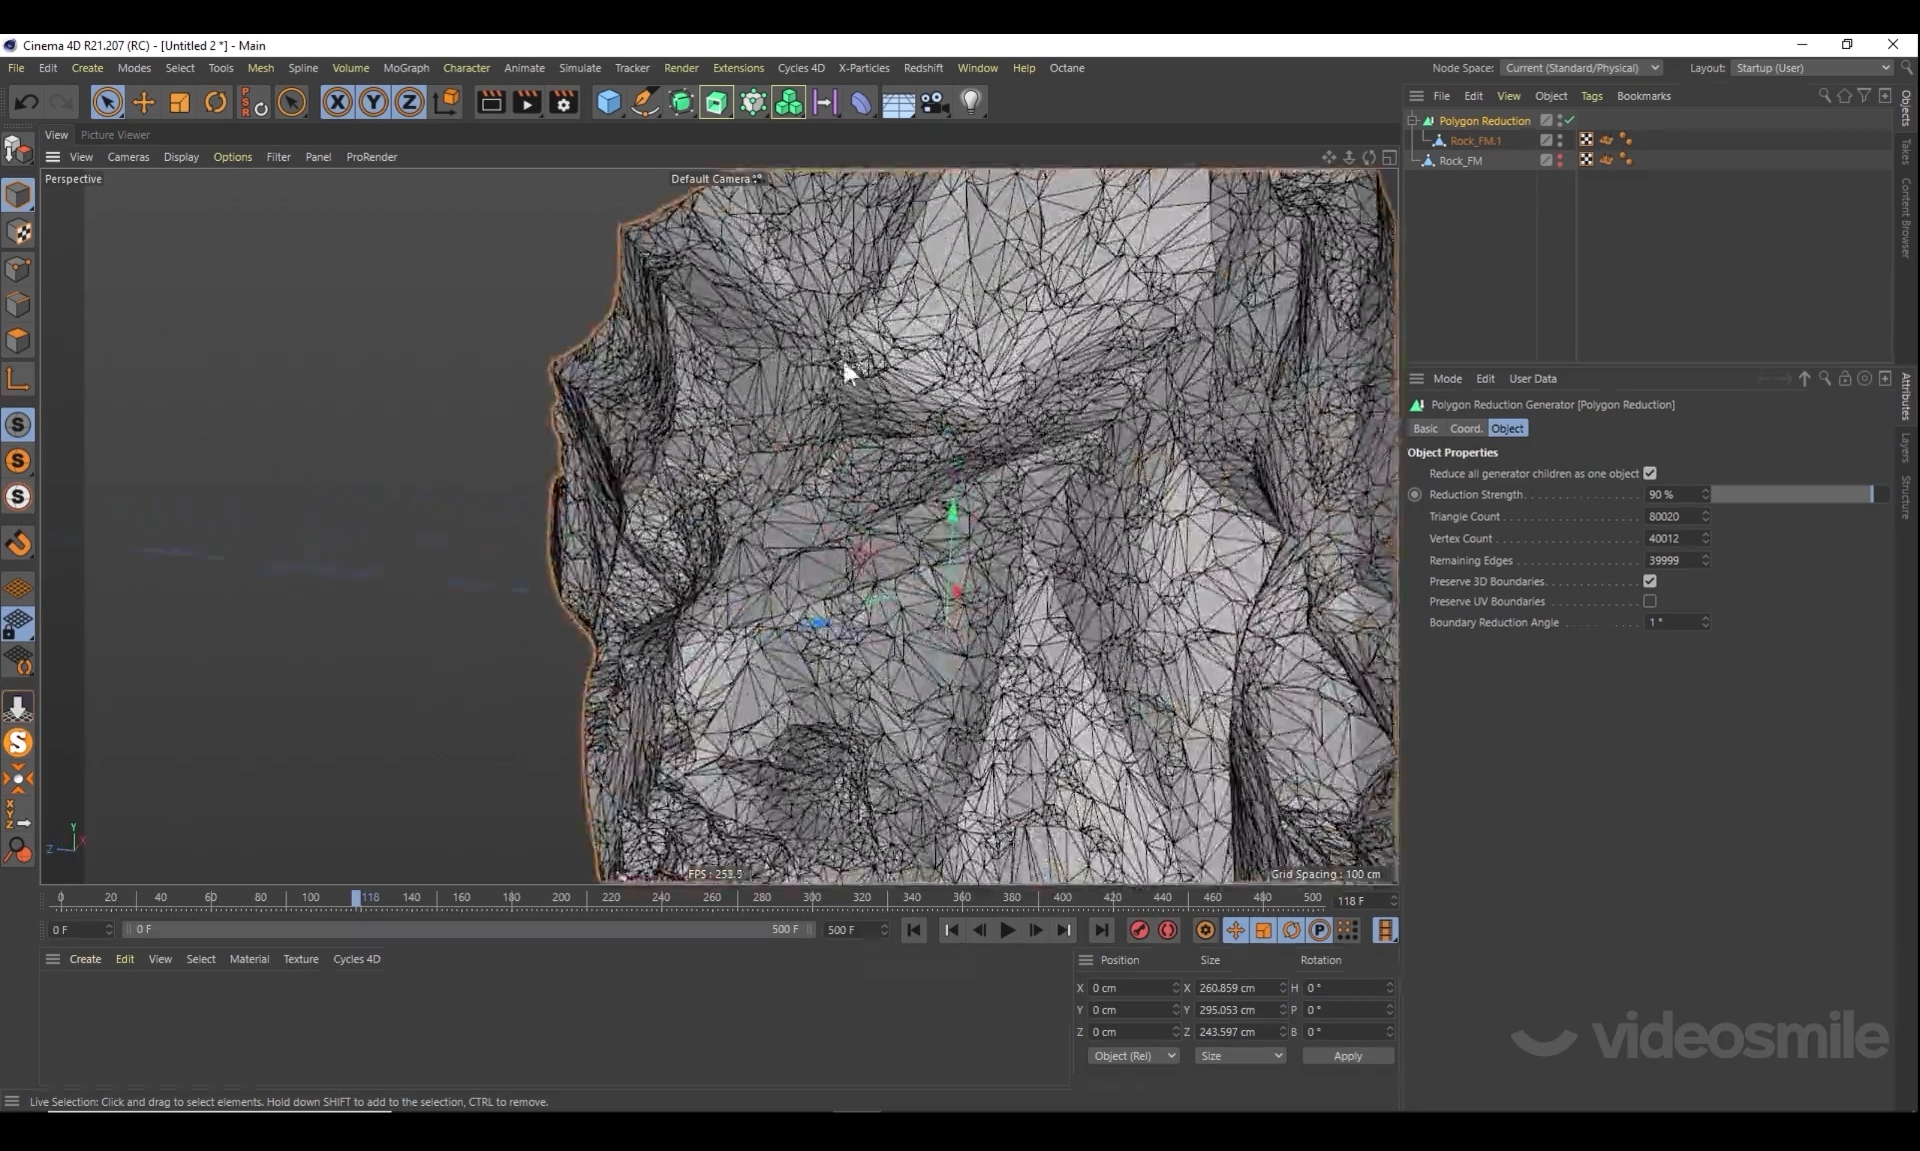 Cinema 4D R21.207 (RC) - [Untitled 2 *] - Main
File Edit Create Modes Select Tools Mesh Spline Volume MoGraph Character Animate Simulate Tracker Render Extensions Cycles 4D X-Particles Redshift Window Help Octane
Node Space: Current (Standard/Physical) Layout: Startup (User)
PSR X Y Z
File Edit View Object Tags Bookmarks
View Picture Viewer
View Cameras Display Options Filter Panel ProRender
Perspective
Default Camera
Polygon Reduction
Rock_FM.1
Rock_FM
Objects
Takes
Content Browser
Mode Edit User Data
Polygon Reduction Generator [Polygon Reduction]
Basic Coord. Object
Object Properties
Reduce all generator children as one object
Reduction Strength 90 %
Triangle Count 80020
Vertex Count 40012
Remaining Edges 39999
Preserve 3D Boundaries
Preserve UV Boundaries
Boundary Reduction Angle 1 °
Attributes
Layers
Structure
S
S
S
S
X
Y
Z
Y
Z X
FPS : 253.9
Grid Spacing : 100 cm
0 20 40 60 80 100 118 140 160 180 200 220 240 260 280 300 320 340 360 380 400 420 440 460 480 500
118 F
0 F 0 F 500 F 500 F
P
Create Edit View Select Material Texture Cycles 4D
Position Size Rotation
X 0 cm X 260.859 cm H 0 °
Y 0 cm Y 295.053 cm P 0 °
Z 0 cm Z 243.597 cm B 0 °
Object (Rel) Size Apply
videosmile
Live Selection: Click and drag to select elements. Hold down SHIFT to add to the selection, CTRL to remove.